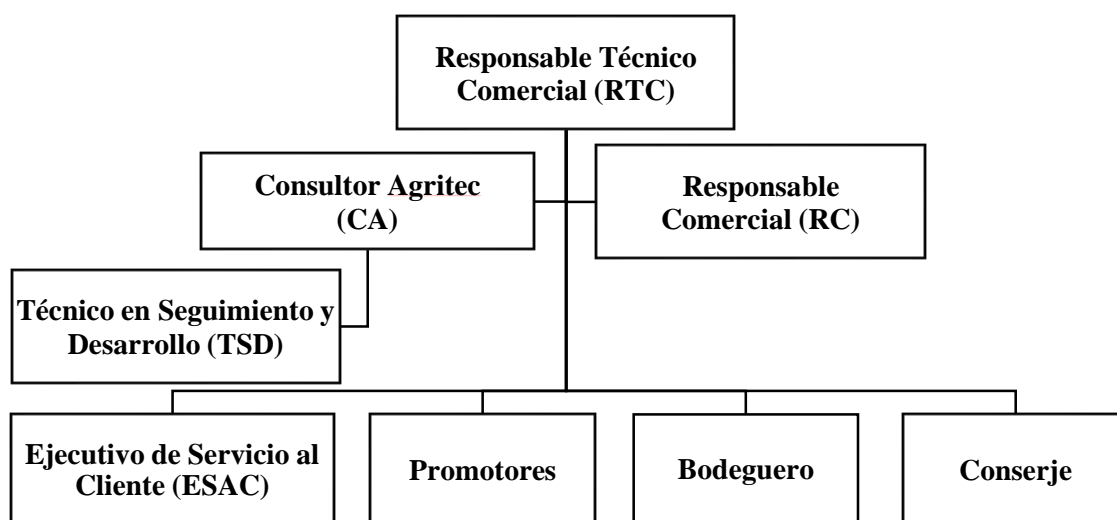 Responsable Técnico
Comercial (RTC)
Consultor Agritec
(CA)
Responsable
Comercial (RC)
Técnico en Seguimiento y
Desarrollo (TSD)
Ejecutivo de Servicio al
Cliente (ESAC)
Promotores
Bodeguero
Conserje